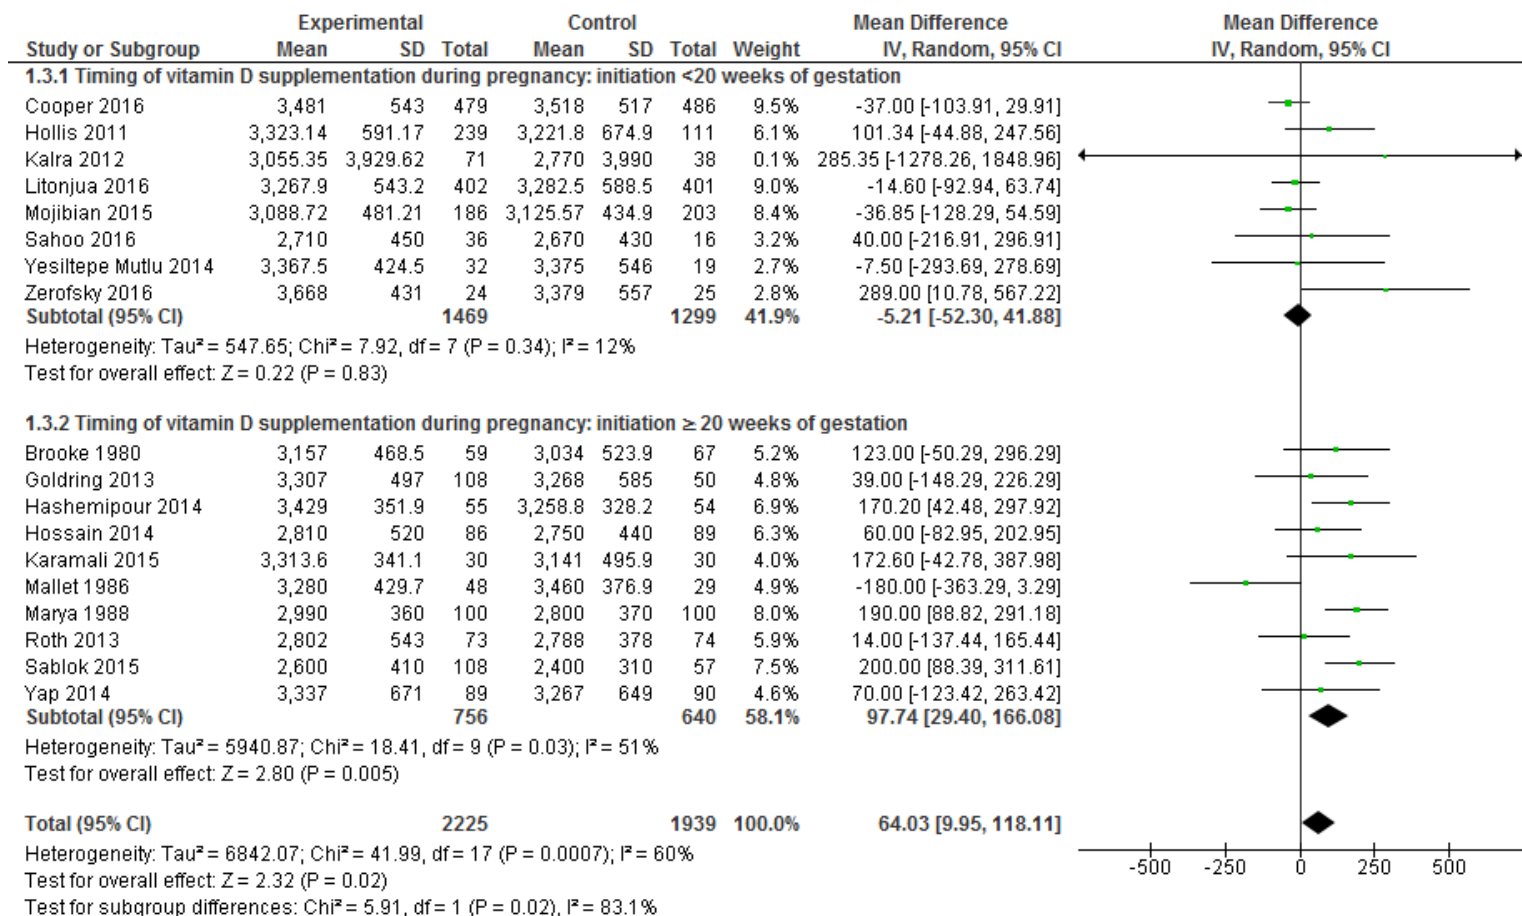 Experimental Control Mean Difference Mean Difference
Study or Subgroup Mean SD Total Mean SD Total Weight IV, Random, 95% CI IV, Random, 95% CI
1.3.1 Timing of vitamin D supplementation during pregnancy: initiation <20 weeks of gestation
Cooper 2016 3,481 543 479 3,518 517 486 9.5% -37.00 [-103.91, 29.91]
Hollis 2011 3,323.14 591.17 239 3,221.8 674.9 111 6.1% 101.34 [-44.88, 247.56]
Kalra 2012 3,055.35 3,929.62 71 2,770 3,990 38 0.1% 285.35 [-1278.26, 1848.96]
Litonjua 2016 3,267.9 543.2 402 3,282.5 588.5 401 9.0% -14.60 [-92.94, 63.74]
Mojibian 2015 3,088.72 481.21 186 3,125.57 434.9 203 8.4% -36.85 [-128.29, 54.59]
Sahoo 2016 2,710 450 36 2,670 430 16 3.2% 40.00 [-216.91, 296.91]
Yesiltepe Mutlu 2014 3,367.5 424.5 32 3,375 546 19 2.7% -7.50 [-293.69, 278.69]
Zerofsky 2016 3,668 431 24 3,379 557 25 2.8% 289.00 [10.78, 567.22]
Subtotal (95% CI) 1469 1299 41.9% -5.21 [-52.30, 41.88]
Heterogeneity: Tau² = 547.65; Chi² = 7.92, df = 7 (P = 0.34); I² = 12%
Test for overall effect: Z = 0.22 (P = 0.83)
1.3.2 Timing of vitamin D supplementation during pregnancy: initiation ≥ 20 weeks of gestation
Brooke 1980 3,157 468.5 59 3,034 523.9 67 5.2% 123.00 [-50.29, 296.29]
Goldring 2013 3,307 497 108 3,268 585 50 4.8% 39.00 [-148.29, 226.29]
Hashemipour 2014 3,429 351.9 55 3,258.8 328.2 54 6.9% 170.20 [42.48, 297.92]
Hossain 2014 2,810 520 86 2,750 440 89 6.3% 60.00 [-82.95, 202.95]
Karamali 2015 3,313.6 341.1 30 3,141 495.9 30 4.0% 172.60 [-42.78, 387.98]
Mallet 1986 3,280 429.7 48 3,460 376.9 29 4.9% -180.00 [-363.29, 3.29]
Marya 1988 2,990 360 100 2,800 370 100 8.0% 190.00 [88.82, 291.18]
Roth 2013 2,802 543 73 2,788 378 74 5.9% 14.00 [-137.44, 165.44]
Sablok 2015 2,600 410 108 2,400 310 57 7.5% 200.00 [88.39, 311.61]
Yap 2014 3,337 671 89 3,267 649 90 4.6% 70.00 [-123.42, 263.42]
Subtotal (95% CI) 756 640 58.1% 97.74 [29.40, 166.08]
Heterogeneity: Tau² = 5940.87; Chi² = 18.41, df = 9 (P = 0.03); I² = 51%
Test for overall effect: Z = 2.80 (P = 0.005)
Total (95% CI) 2225 1939 100.0% 64.03 [9.95, 118.11]
Heterogeneity: Tau² = 6842.07; Chi² = 41.99, df = 17 (P = 0.0007); I² = 60%
-500 -250 0 250 500
Test for overall effect: Z = 2.32 (P = 0.02)
Test for subgroup differences: Chi² = 5.91, df = 1 (P = 0.02), I² = 83.1%